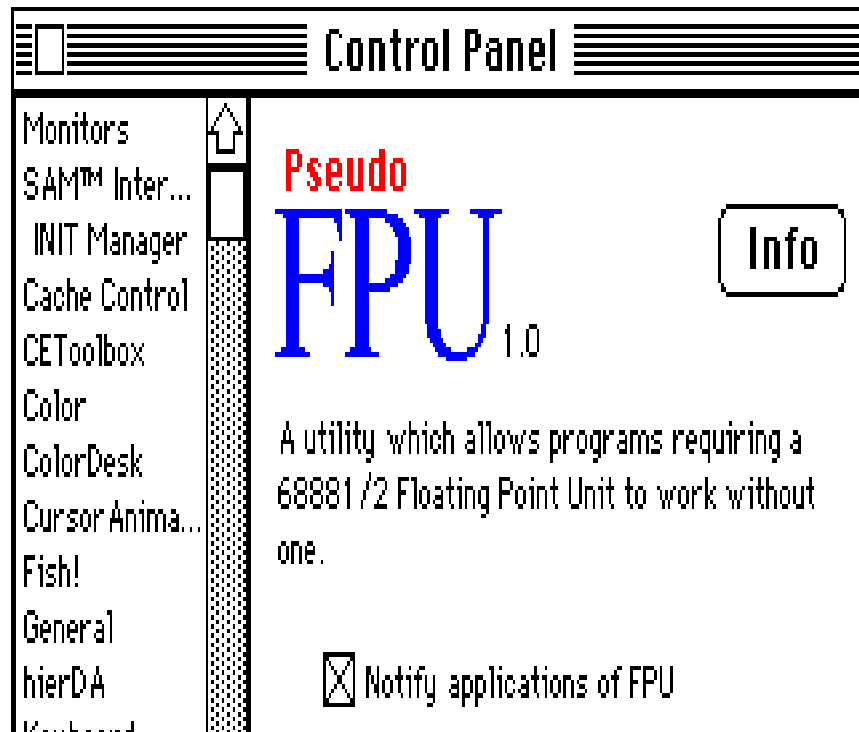 Control Panel
Monitors
SAM™ Inter...
INIT Manager
Cache Control
CEToolbox
Color
ColorDesk
CursorAnima...
Fish!
General
hierDA
Keyboard
Pseudo
FPU 1.0
Info
A utility which allows programs requiring a
68881/2 Floating Point Unit to work without
one.
Notify applications of FPU